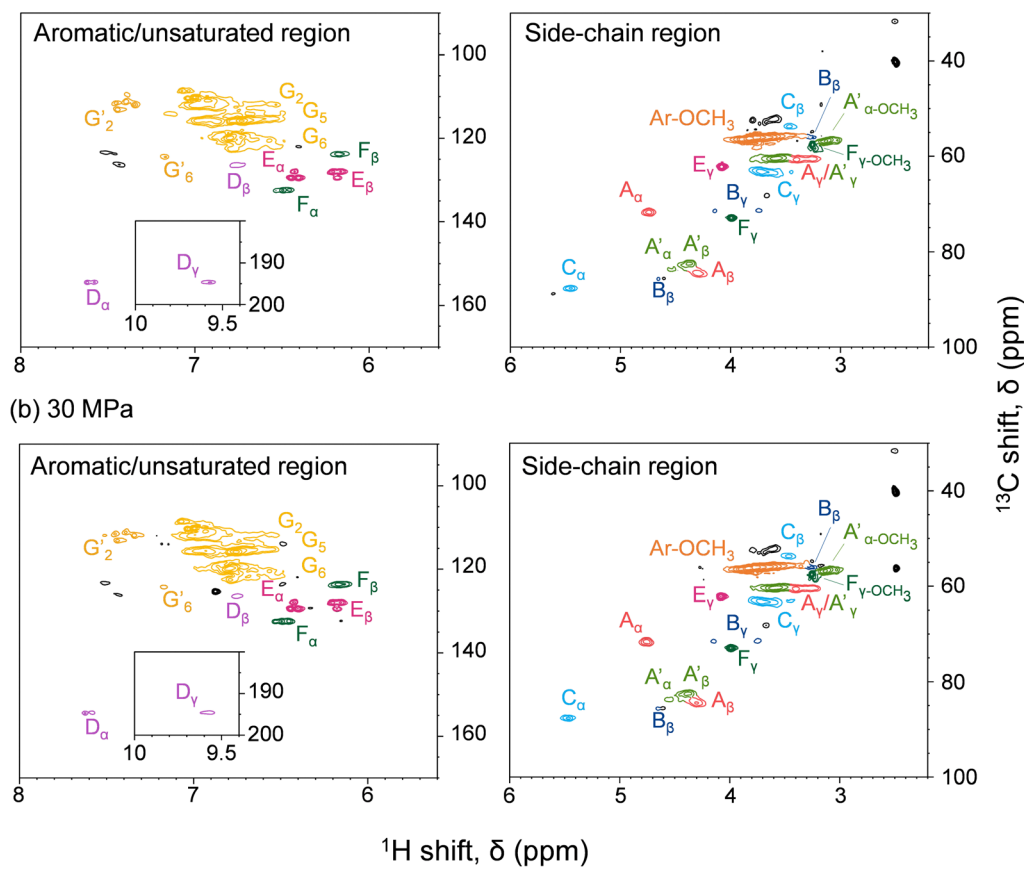 Aromatic/unsaturated region
Side-chain region
100
120
140
160
G₂
G₅
G₆
G'₂
G'₆
Dβ
Eα
Eβ
Fβ
Fα
Dα
Dγ
190
200
10
9.5
8
7
6
40
60
80
100
Bβ
Cβ
A'α-OCH₃
Ar-OCH₃
Fγ-OCH₃
Eγ
Aγ/A'γ
Bγ
Cγ
Aα
Fγ
A'α
A'β
Aβ
Cα
Bβ
6
5
4
3
(b) 30 MPa
Aromatic/unsaturated region
Side-chain region
100
120
140
160
G₂
G₅
G₆
G'₂
G'₆
Dβ
Eα
Eβ
Fβ
Fα
Dα
Dγ
190
200
10
9.5
8
7
6
40
60
80
100
Bβ
Cβ
A'α-OCH₃
Ar-OCH₃
Fγ-OCH₃
Eγ
Aγ/A'γ
Bγ
Cγ
Aα
Fγ
A'α
A'β
Aβ
Cα
Bβ
6
5
4
3
¹³C shift, δ (ppm)
¹H shift, δ (ppm)